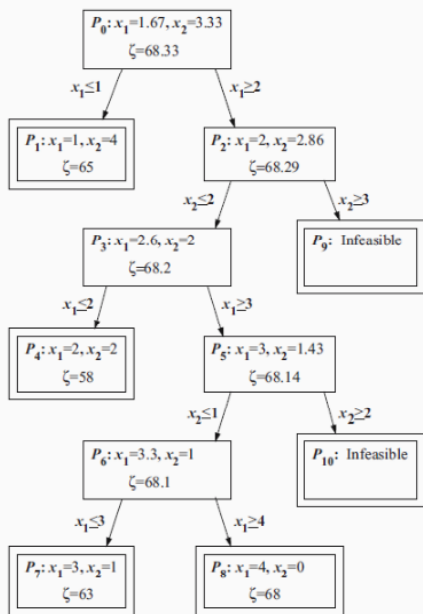 P₀: x₁=1.67, x₂=3.33
ζ=68.33
x₁≤1
x₁≥2
P₁: x₁=1, x₂=4
ζ=65
P₂: x₁=2, x₂=2.86
ζ=68.29
x₂≤2
x₂≥3
P₃: x₁=2.6, x₂=2
ζ=68.2
P₉: Infeasible
x₁≤2
x₁≥3
P₄: x₁=2, x₂=2
ζ=58
P₅: x₁=3, x₂=1.43
ζ=68.14
x₂≤1
x₂≥2
P₆: x₁=3.3, x₂=1
ζ=68.1
P₁₀: Infeasible
x₁≤3
x₁≥4
P₇: x₁=3, x₂=1
ζ=63
P₈: x₁=4, x₂=0
ζ=68